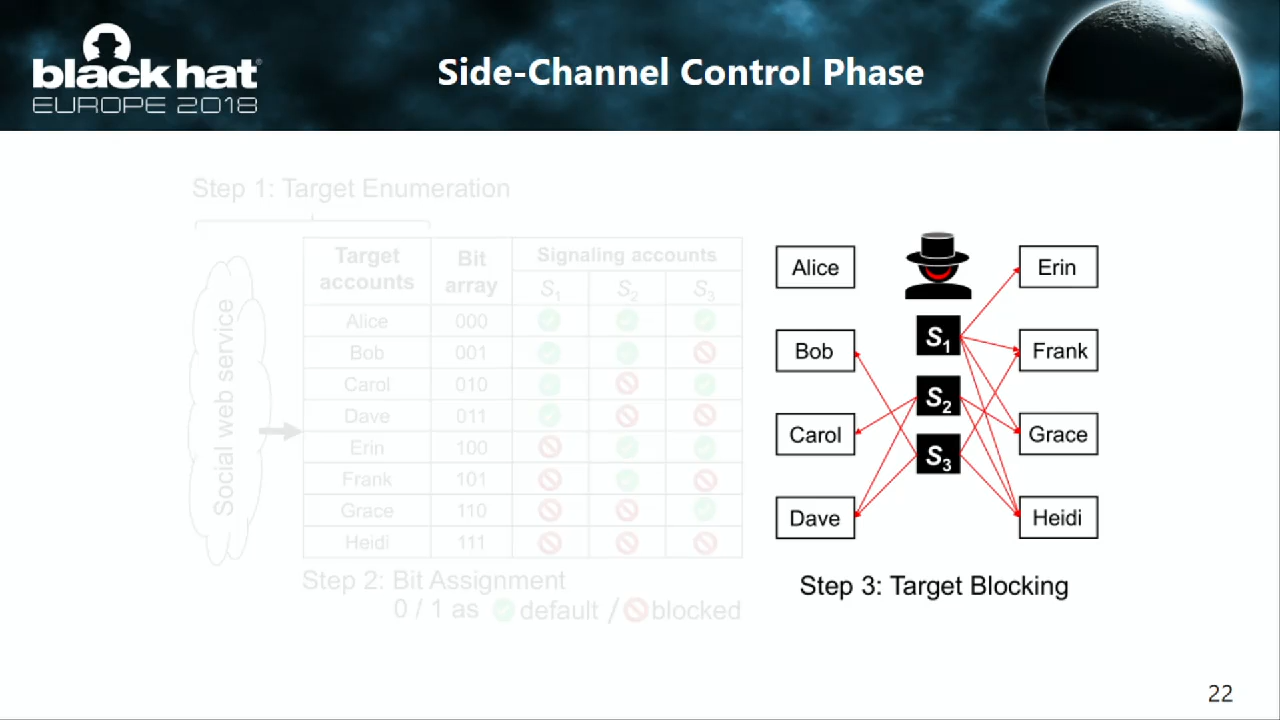 black hat®
EUROPE 2018
Side-Channel Control Phase
Step 1: Target Enumeration
Social web service
Target accounts Bit array Signaling accounts
S1 S2 S3
Alice 000
Bob 001
Carol 010
Dave 011
Erin 100
Frank 101
Grace 110
Heidi 111
Step 2: Bit Assignment
0 / 1 as default / blocked
Alice
Bob
Carol
Dave
S1
S2
S3
Erin
Frank
Grace
Heidi
Step 3: Target Blocking
22